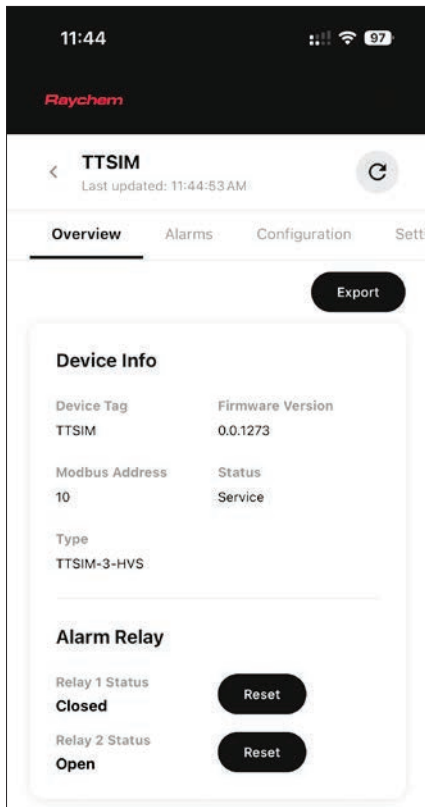 11:44
97
Raychem
TTSIM
Last updated: 11:44:53 AM
Overview Alarms Configuration Sett
Export
Device Info
Device Tag Firmware Version
TTSIM 0.0.1273
Modbus Address Status
10 Service
Type
TTSIM-3-HVS
Alarm Relay
Relay 1 Status
Closed
Reset
Relay 2 Status
Open
Reset